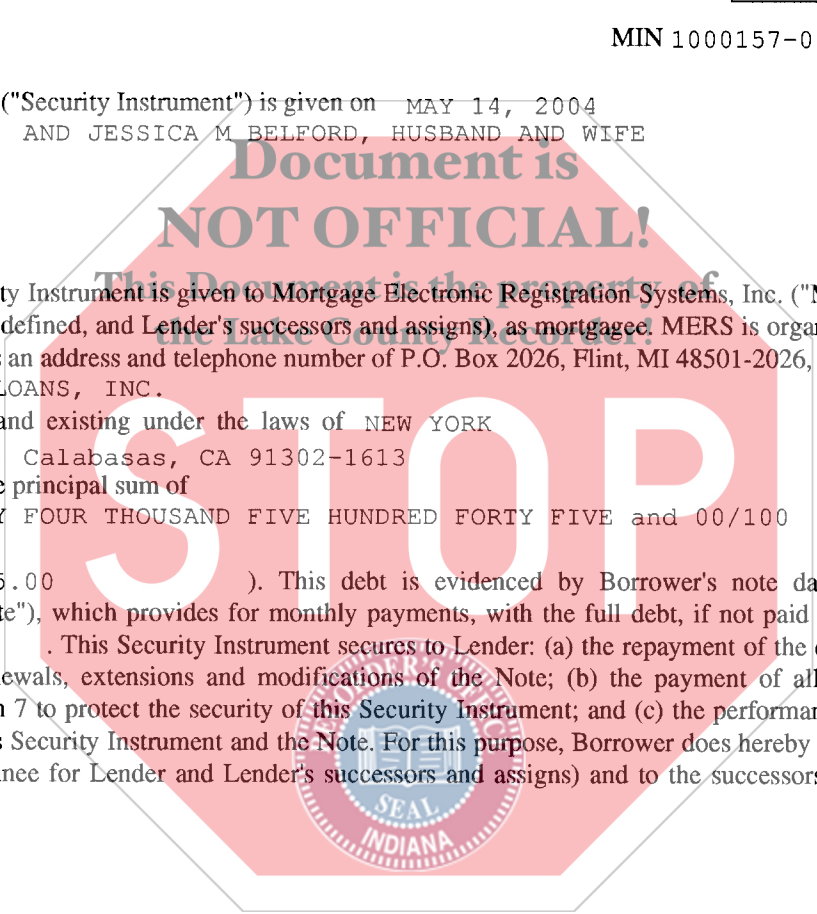 MIN 1000157-0
("Security Instrument") is given on MAY 14, 2004
AND JESSICA M BELFORD, HUSBAND AND WIFE
Document is
NOT OFFICIAL!
This Document is the property of
ty Instrument is given to Mortgage Electronic Registration Systems, Inc. ("M
defined, and Lender's successors and assigns), as mortgagee. MERS is organ
the Lake County Recorder!
an address and telephone number of P.O. Box 2026, Flint, MI 48501-2026,
LOANS, INC.
and existing under the laws of NEW YORK
Calabasas, CA 91302-1613
e principal sum of
Y FOUR THOUSAND FIVE HUNDRED FORTY FIVE and 00/100
STOP
5.00 ). This debt is evidenced by Borrower's note da
te"), which provides for monthly payments, with the full debt, if not paid
. This Security Instrument secures to Lender: (a) the repayment of the
ewals, extensions and modifications of the Note; (b) the payment of all
n 7 to protect the security of this Security Instrument; and (c) the performan
s Security Instrument and the Note. For this purpose, Borrower does hereby
inee for Lender and Lender's successors and assigns) and to the successors
RECORDER'S OFFICE
SEAL
INDIANA